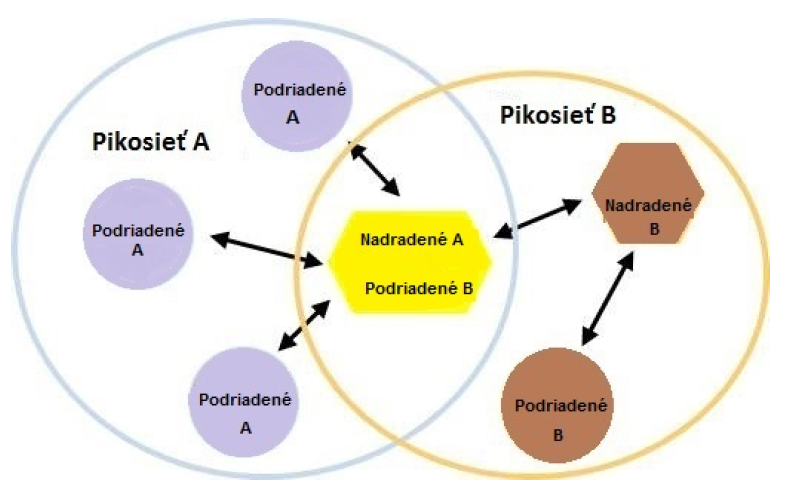 Podriadené
A
Pikosieť A
Pikosieť B
Podriadené
A
Nadradené
B
Nadradené A
Podriadené B
Podriadené
A
Podriadené
B